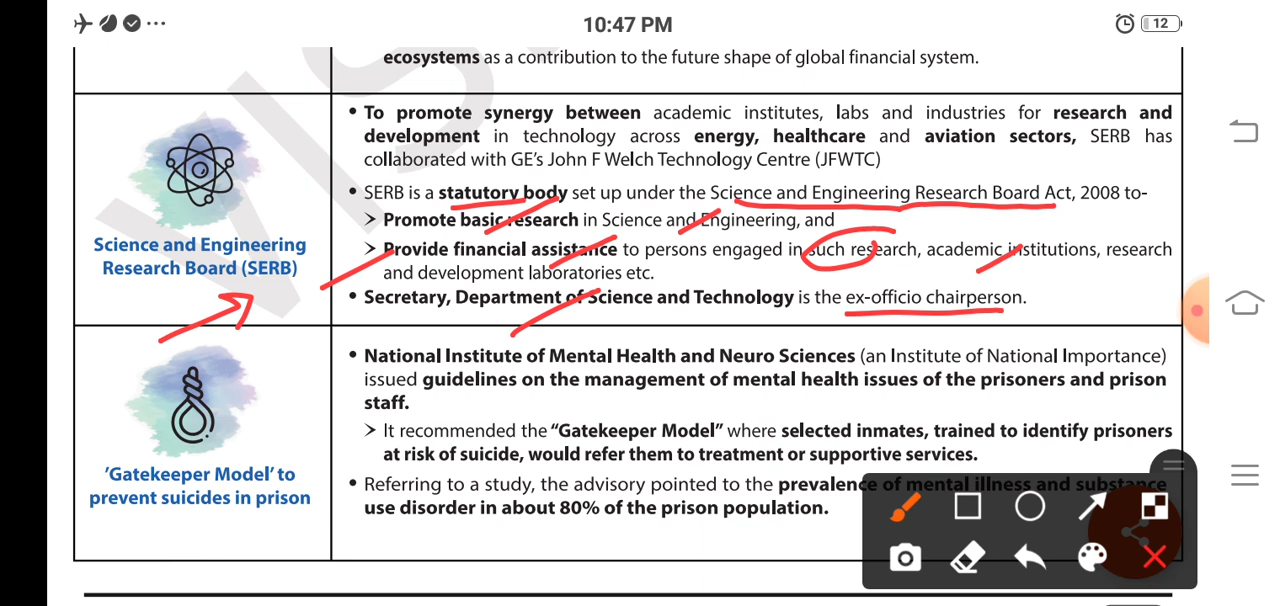 10:47 PM
12
ecosystems as a contribution to the future shape of global financial system.
Science and Engineering
Research Board (SERB)
• To promote synergy between academic institutes, labs and industries for research and
development in technology across energy, healthcare and aviation sectors, SERB has
collaborated with GE's John F Welch Technology Centre (JFWTC)
• SERB is a statutory body set up under the Science and Engineering Research Board Act, 2008 to-
> Promote basic research in Science and Engineering, and
> Provide financial assistance to persons engaged in such research, academic institutions, research
and development laboratories etc.
• Secretary, Department of Science and Technology is the ex-officio chairperson.
'Gatekeeper Model' to
prevent suicides in prison
• National Institute of Mental Health and Neuro Sciences (an Institute of National Importance)
issued guidelines on the management of mental health issues of the prisoners and prison
staff.
> It recommended the "Gatekeeper Model" where selected inmates, trained to identify prisoners
at risk of suicide, would refer them to treatment or supportive services.
• Referring to a study, the advisory pointed to the prevalence of mental illness and substance
use disorder in about 80% of the prison population.